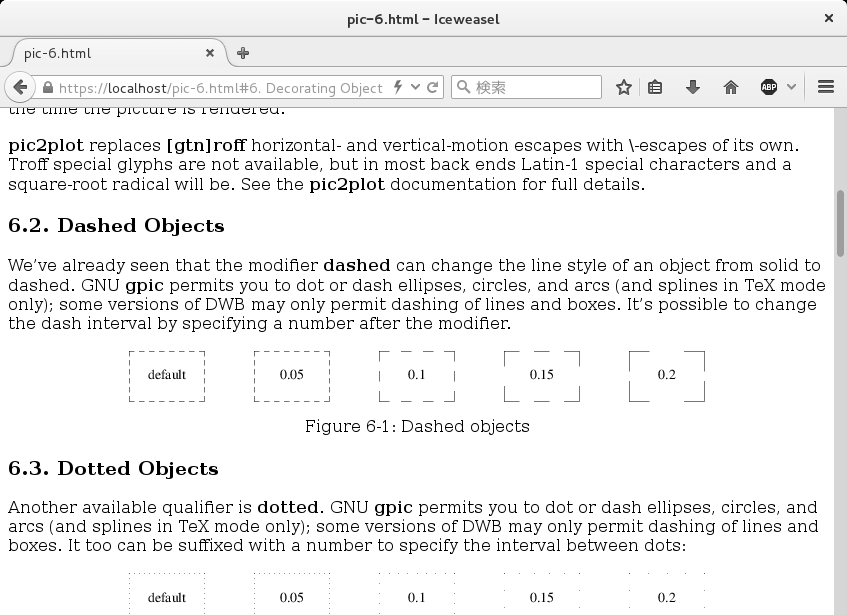 pic-6.html - Iceweasel
pic-6.html
https://localhost/pic-6.html#6. Decorating Object
検索
ABP
the time the picture is rendered.
pic2plot replaces [gtn]roff horizontal- and vertical-motion escapes with \-escapes of its own.
Troff special glyphs are not available, but in most back ends Latin-1 special characters and a
square-root radical will be. See the pic2plot documentation for full details.
6.2. Dashed Objects
We've already seen that the modifier dashed can change the line style of an object from solid to
dashed. GNU gpic permits you to dot or dash ellipses, circles, and arcs (and splines in TeX mode
only); some versions of DWB may only permit dashing of lines and boxes. It's possible to change
the dash interval by specifying a number after the modifier.
default 0.05 0.1 0.15 0.2
Figure 6-1: Dashed objects
6.3. Dotted Objects
Another available qualifier is dotted. GNU gpic permits you to dot or dash ellipses, circles, and
arcs (and splines in TeX mode only); some versions of DWB may only permit dashing of lines and
boxes. It too can be suffixed with a number to specify the interval between dots:
default 0.05 0.1 0.15 0.2